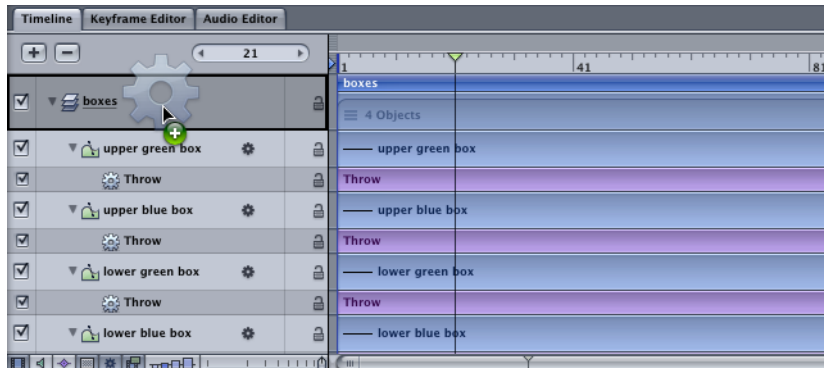 Timeline Keyframe Editor Audio Editor
21
1 41 81
boxes
boxes
4 Objects
upper green box
upper green box
Throw
Throw
upper blue box
upper blue box
Throw
Throw
lower green box
lower green box
Throw
Throw
lower blue box
lower blue box